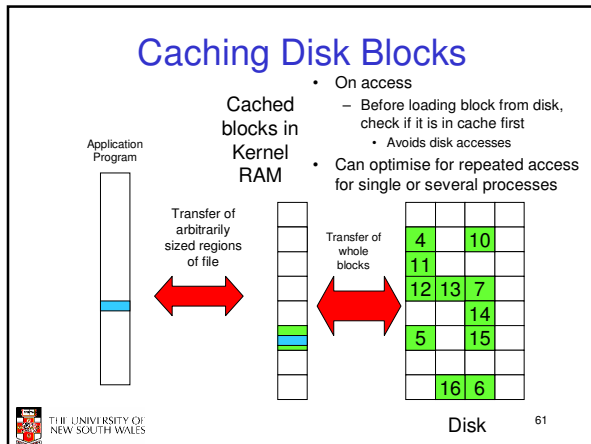 Caching Disk Blocks
• On access
– Before loading block from disk,
check if it is in cache first
• Avoids disk accesses
• Can optimise for repeated access
for single or several processes
Cached
blocks in
Kernel
RAM
Application
Program
Transfer of
arbitrarily
sized regions
of file
Transfer of
whole
blocks
4 10
11
12 13 7
14
5 15
16 6
Disk
THE UNIVERSITY OF
NEW SOUTH WALES
61